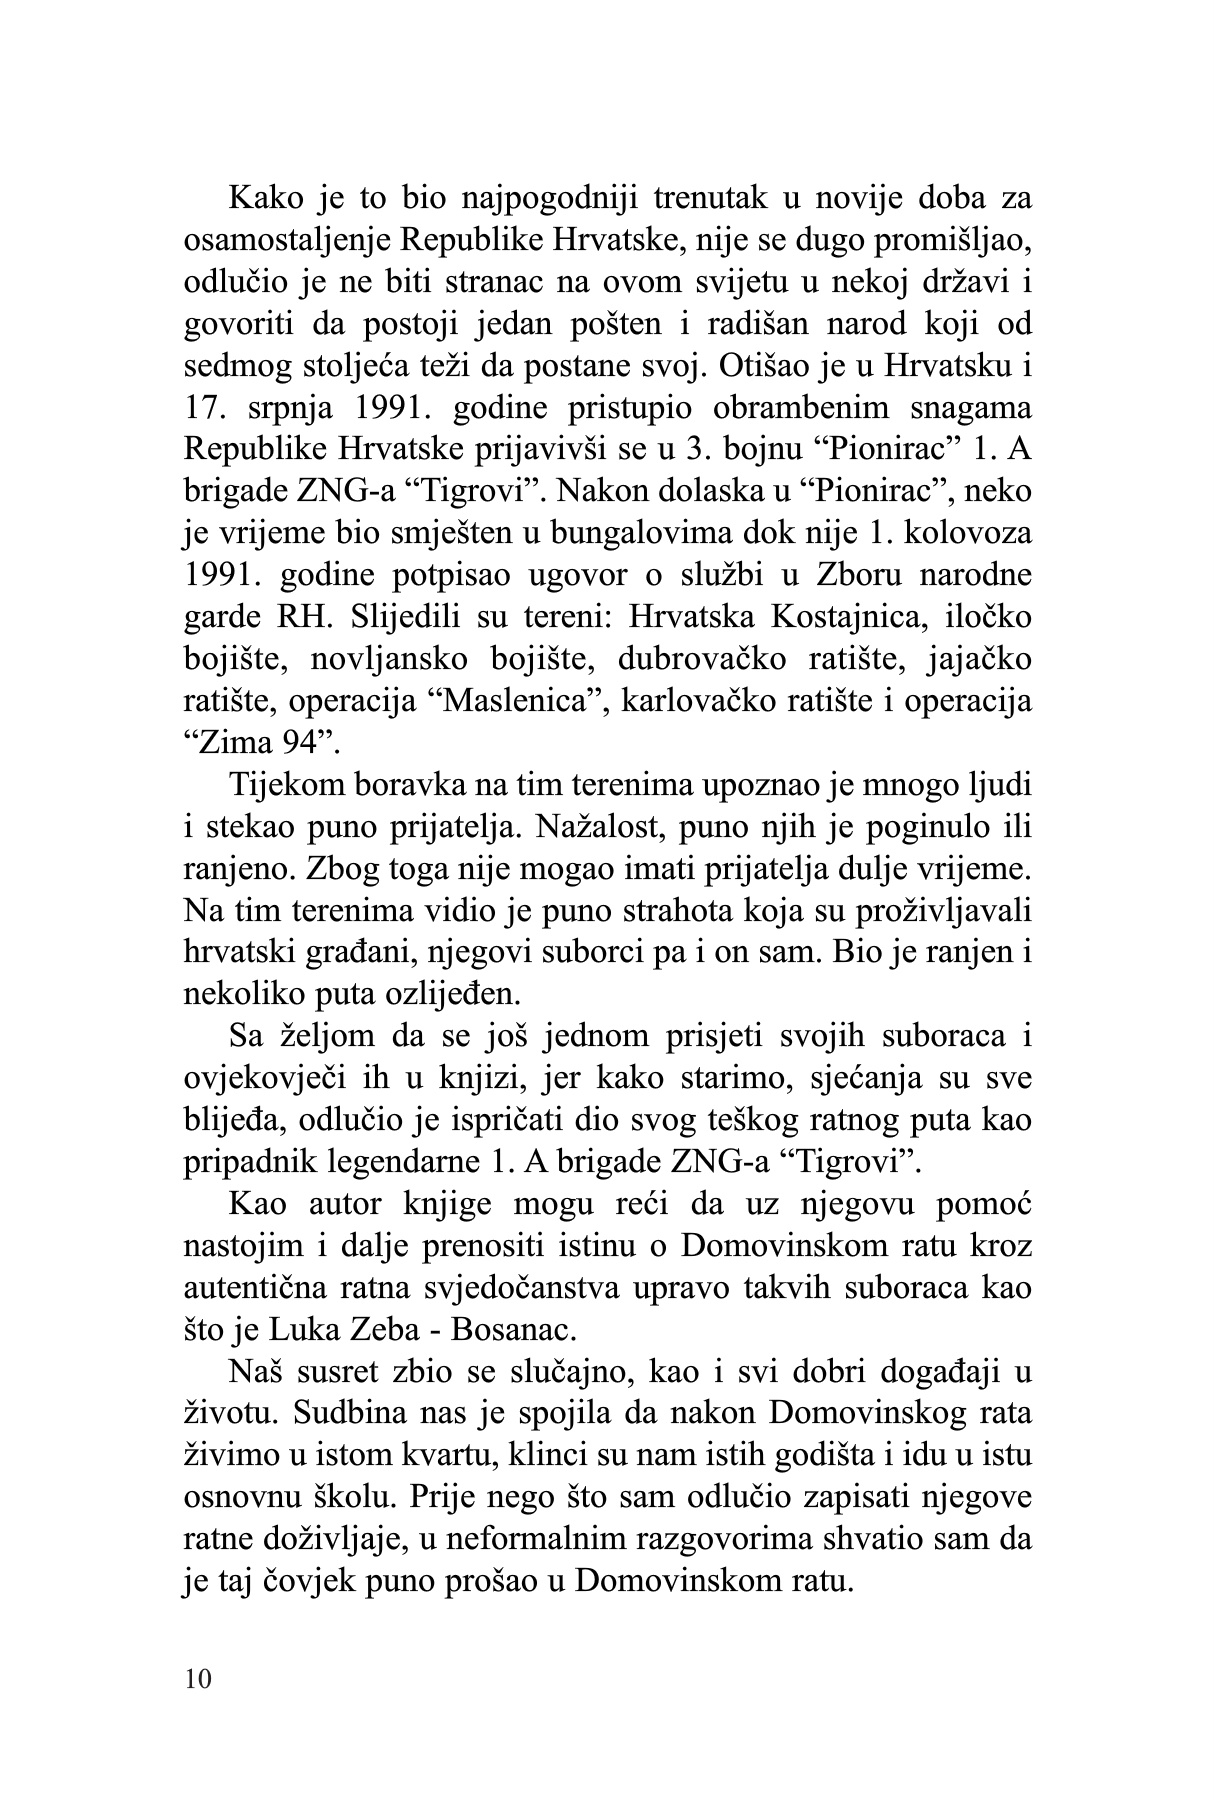 Kako je to bio najpogodniji trenutak u novije doba za
osamostaljenje Republike Hrvatske, nije se dugo promišljao,
odlučio je ne biti stranac na ovom svijetu u nekoj državi i
govoriti da postoji jedan pošten i radišan narod koji od
sedmog stoljeća teži da postane svoj. Otišao je u Hrvatsku i
17. srpnja 1991. godine pristupio obrambenim snagama
Republike Hrvatske prijavivši se u 3. bojnu “Pionirac” 1. A
brigade ZNG-a “Tigrovi”. Nakon dolaska u “Pionirac”, neko
je vrijeme bio smješten u bungalovima dok nije 1. kolovoza
1991. godine potpisao ugovor o službi u Zboru narodne
garde RH. Slijedili su tereni: Hrvatska Kostajnica, iločko
bojište, novljansko bojište, dubrovačko ratište, jajačko
ratište, operacija “Maslenica”, karlovačko ratište i operacija
“Zima 94”.
Tijekom boravka na tim terenima upoznao je mnogo ljudi
i stekao puno prijatelja. Nažalost, puno njih je poginulo ili
ranjeno. Zbog toga nije mogao imati prijatelja dulje vrijeme.
Na tim terenima vidio je puno strahota koja su proživljavali
hrvatski građani, njegovi suborci pa i on sam. Bio je ranjen i
nekoliko puta ozlijeđen.
Sa željom da se još jednom prisjeti svojih suboraca i
ovjekovječi ih u knjizi, jer kako starimo, sjećanja su sve
blijeđa, odlučio je ispričati dio svog teškog ratnog puta kao
pripadnik legendarne 1. A brigade ZNG-a “Tigrovi”.
Kao autor knjige mogu reći da uz njegovu pomoć
nastojim i dalje prenositi istinu o Domovinskom ratu kroz
autentična ratna svjedočanstva upravo takvih suboraca kao
što je Luka Zeba - Bosanac.
Naš susret zbio se slučajno, kao i svi dobri događaji u
životu. Sudbina nas je spojila da nakon Domovinskog rata
živimo u istom kvartu, klinci su nam istih godišta i idu u istu
osnovnu školu. Prije nego što sam odlučio zapisati njegove
ratne doživljaje, u neformalnim razgovorima shvatio sam da
je taj čovjek puno prošao u Domovinskom ratu.
10